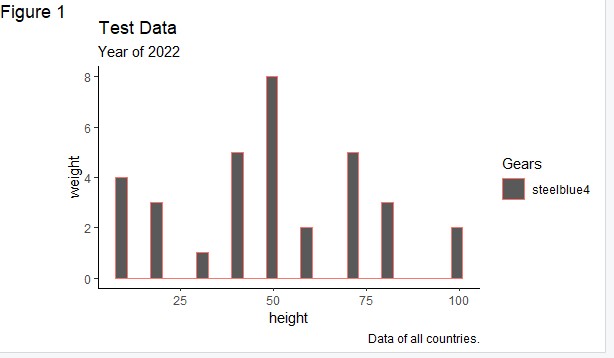 Figure 1
Test Data
Year of 2022
8
6
4
2
0
weight
25 50 75 100
height
Gears
steelblue4
Data of all countries.